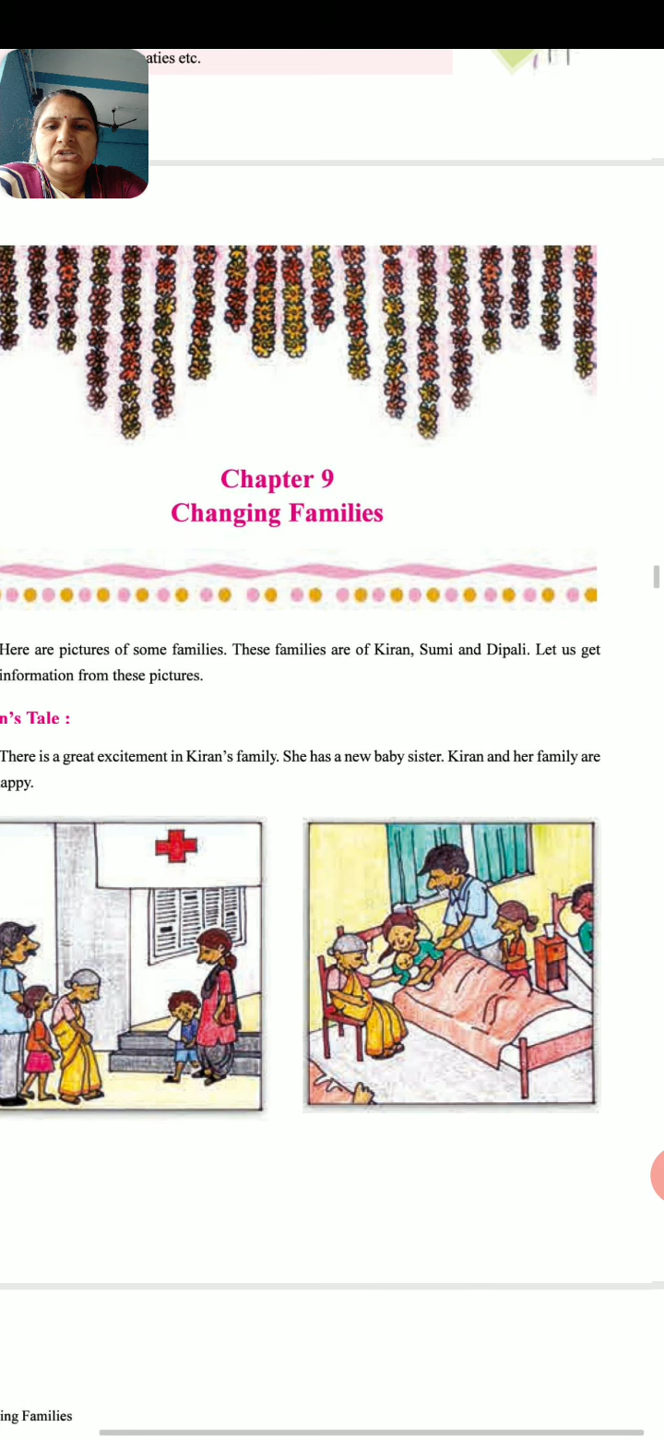 aties etc.
Chapter 9
Changing Families
Here are pictures of some families. These families are of Kiran, Sumi and Dipali. Let us get
information from these pictures.
n's Tale :
There is a great excitement in Kiran's family. She has a new baby sister. Kiran and her family are
appy.
ing Families